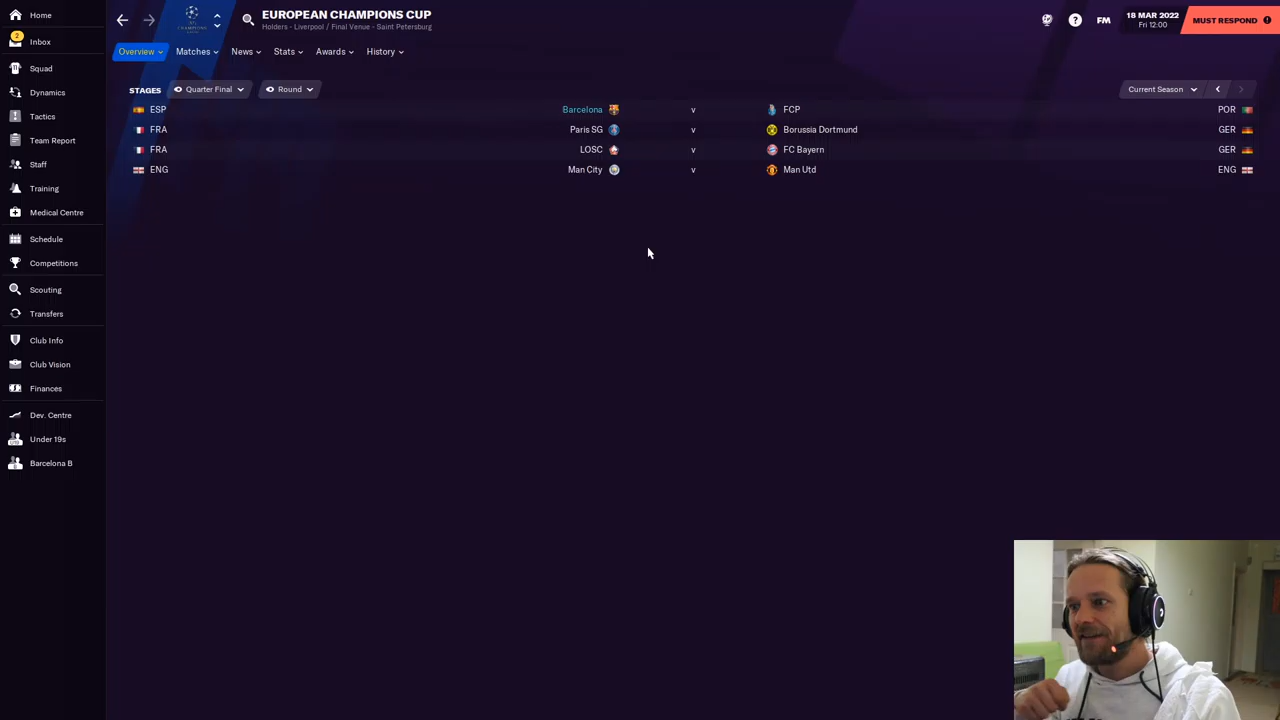 Home
EUROPEAN CHAMPIONS CUP
Holders - Liverpool / Final Venue - Saint Petersburg
FM
18 MAR 2022
Fri 12:00
MUST RESPOND
2
Inbox
Overview
Matches
News
Stats
Awards
History
Squad
Dynamics
Tactics
Team Report
Staff
Training
Medical Centre
Schedule
Competitions
Scouting
Transfers
Club Info
Club Vision
Finances
Dev. Centre
Under 19s
Barcelona B
STAGES
Quarter Final
Round
Current Season
ESP Barcelona v FCP POR
FRA Paris SG v Borussia Dortmund GER
FRA LOSC v FC Bayern GER
ENG Man City v Man Utd ENG